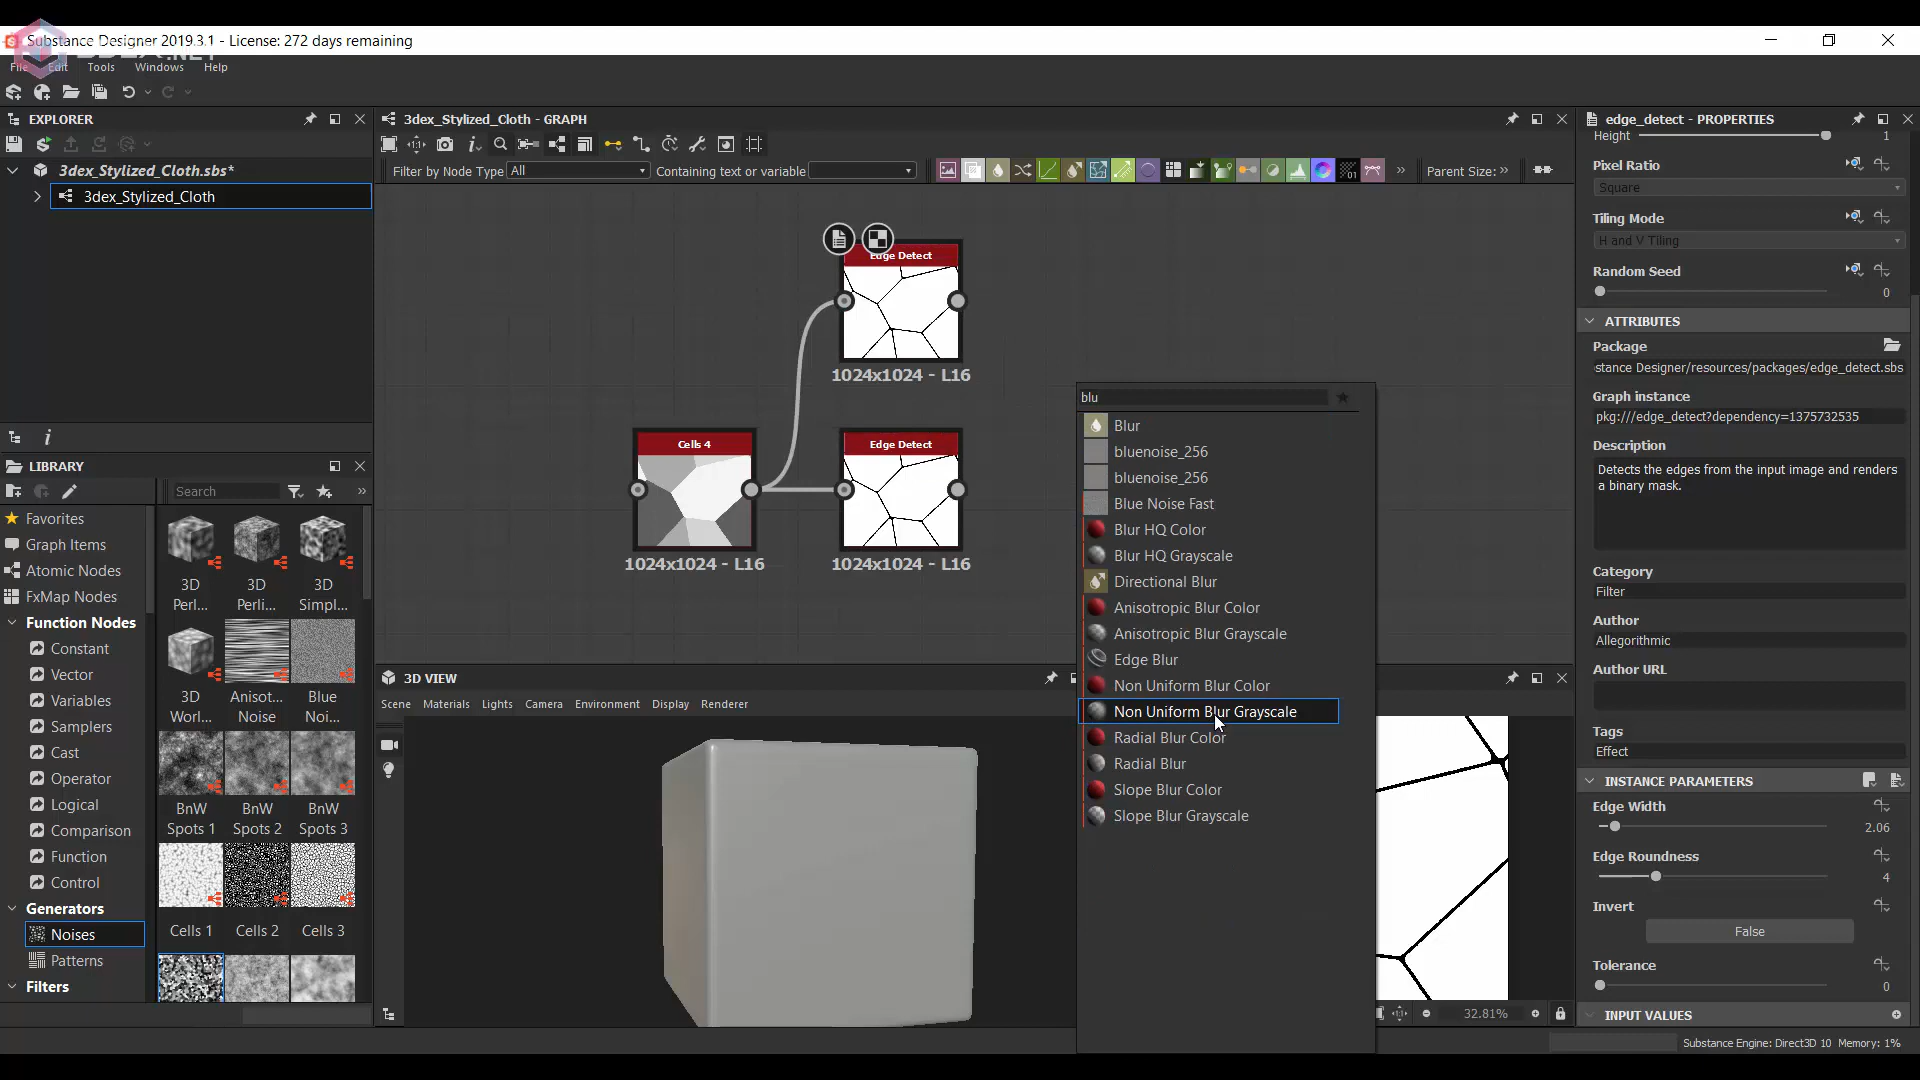 Substance Designer 2019.3.1 - License: 272 days remaining
File Edit Tools Windows Help
EXPLORER
3dex_Stylized_Cloth.sbs*
3dex_Stylized_Cloth
LIBRARY
Search
Favorites
Graph Items
Atomic Nodes
FxMap Nodes
Function Nodes
Constant
Vector
Variables
Samplers
Cast
Operator
Logical
Comparison
Function
Control
Generators
Noises
Patterns
Filters
3D Perl...
3D Perli...
3D Simpl...
3D Worl...
Anisot... Noise
Blue Noi...
BnW Spots 1
BnW Spots 2
BnW Spots 3
Cells 1
Cells 2
Cells 3
3dex_Stylized_Cloth - GRAPH
Filter by Node Type All Containing text or variable
Parent Size:
Edge Detect
1024x1024 - L16
Cells 4
1024x1024 - L16
Edge Detect
1024x1024 - L16
blu
Blur
bluenoise_256
bluenoise_256
Blue Noise Fast
Blur HQ Color
Blur HQ Grayscale
Directional Blur
Anisotropic Blur Color
Anisotropic Blur Grayscale
Edge Blur
Non Uniform Blur Color
Non Uniform Blur Grayscale
Radial Blur Color
Radial Blur
Slope Blur Color
Slope Blur Grayscale
3D VIEW
Scene Materials Lights Camera Environment Display Renderer
32.81%
edge_detect - PROPERTIES
Height 1
Pixel Ratio
Square
Tiling Mode
H and V Tiling
Random Seed
0
ATTRIBUTES
Package
stance Designer/resources/packages/edge_detect.sbs
Graph instance
pkg:///edge_detect?dependency=1375732535
Description
Detects the edges from the input image and renders
a binary mask.
Category
Filter
Author
Allegorithmic
Author URL
Tags
Effect
INSTANCE PARAMETERS
Edge Width
2.06
Edge Roundness
4
Invert
False
Tolerance
0
INPUT VALUES
Substance Engine: Direct3D 10 Memory: 1%